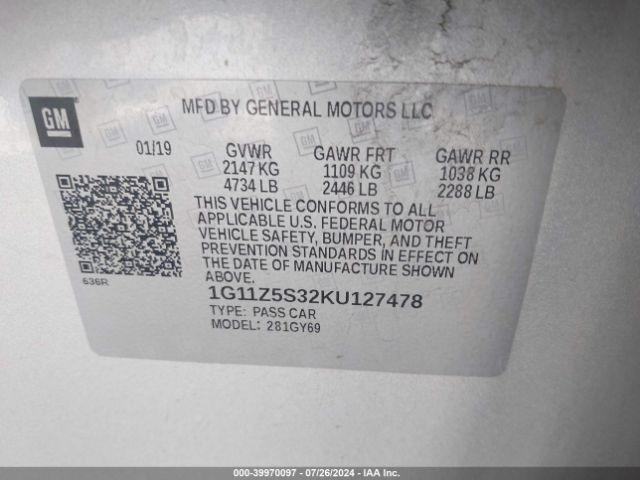 GM
MFD BY GENERAL MOTORS LLC
01/19 GVWR GAWR FRT GAWR RR
2147 KG 1109 KG 1038 KG
4734 LB 2446 LB 2288 LB
THIS VEHICLE CONFORMS TO ALL
APPLICABLE U.S. FEDERAL MOTOR
VEHICLE SAFETY, BUMPER, AND THEFT
PREVENTION STANDARDS IN EFFECT ON
THE DATE OF MANUFACTURE SHOWN
ABOVE.
636R
1G11Z5S32KU127478
TYPE: PASS CAR
MODEL: 281GY69
000-39970097 - 07/26/2024 - IAA Inc.